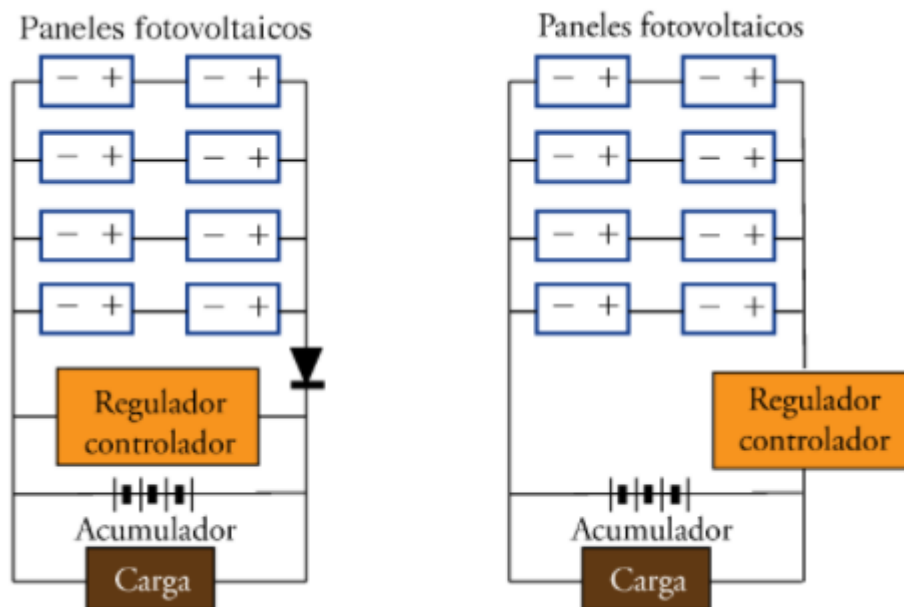 Paneles fotovoltaicos
− + − +
− + − +
− + − +
− + − +
Regulador
controlador
Acumulador
Carga
Paneles fotovoltaicos
− + − +
− + − +
− + − +
− + − +
Regulador
controlador
Acumulador
Carga